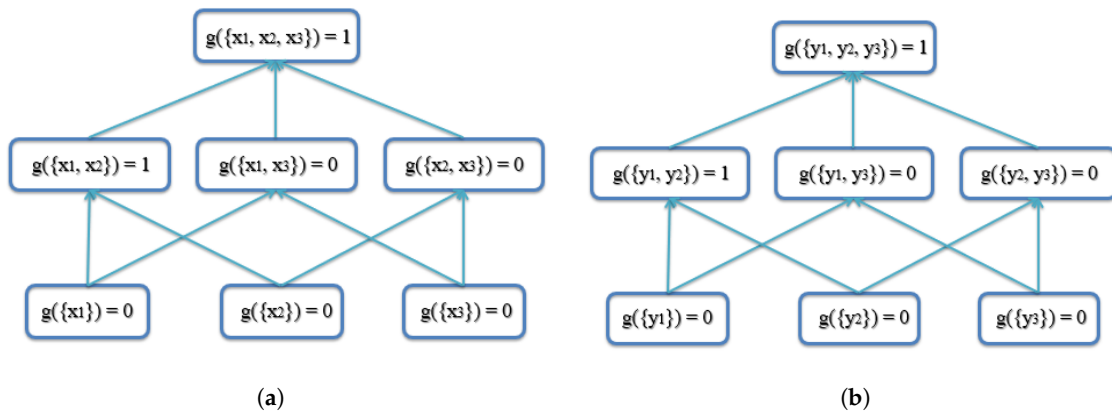 g({x1, x2, x3}) = 1
g({x1, x2}) = 1
g({x1, x3}) = 0
g({x2, x3}) = 0
g({x1}) = 0
g({x2}) = 0
g({x3}) = 0
(a)
g({y1, y2, y3}) = 1
g({y1, y2}) = 1
g({y1, y3}) = 0
g({y2, y3}) = 0
g({y1}) = 0
g({y2}) = 0
g({y3}) = 0
(b)